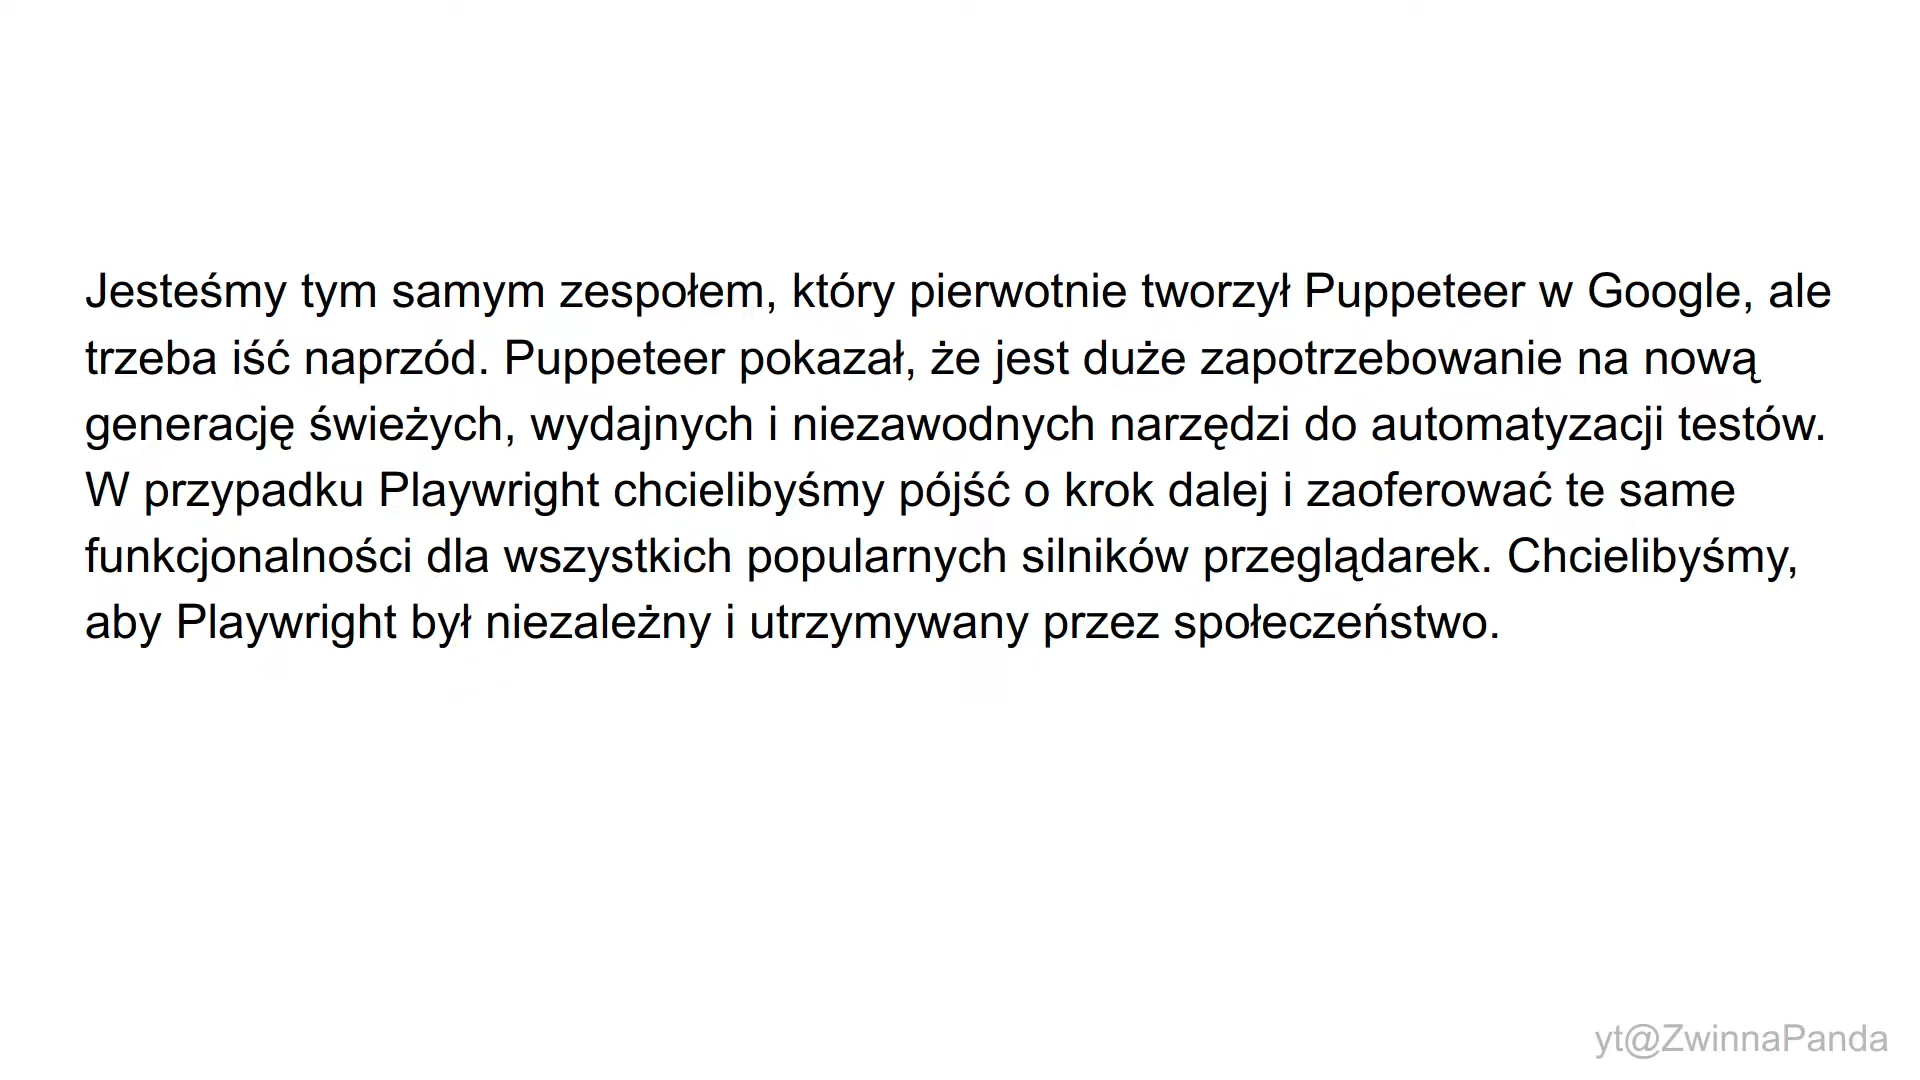 Jesteśmy tym samym zespołem, który pierwotnie tworzył Puppeteer w Google, ale
trzeba iść naprzód. Puppeteer pokazał, że jest duże zapotrzebowanie na nową
generację świeżych, wydajnych i niezawodnych narzędzi do automatyzacji testów.
W przypadku Playwright chcielibyśmy pójść o krok dalej i zaoferować te same
funkcjonalności dla wszystkich popularnych silników przeglądarek. Chcielibyśmy,
aby Playwright był niezależny i utrzymywany przez społeczeństwo.
yt@ZwinnaPanda